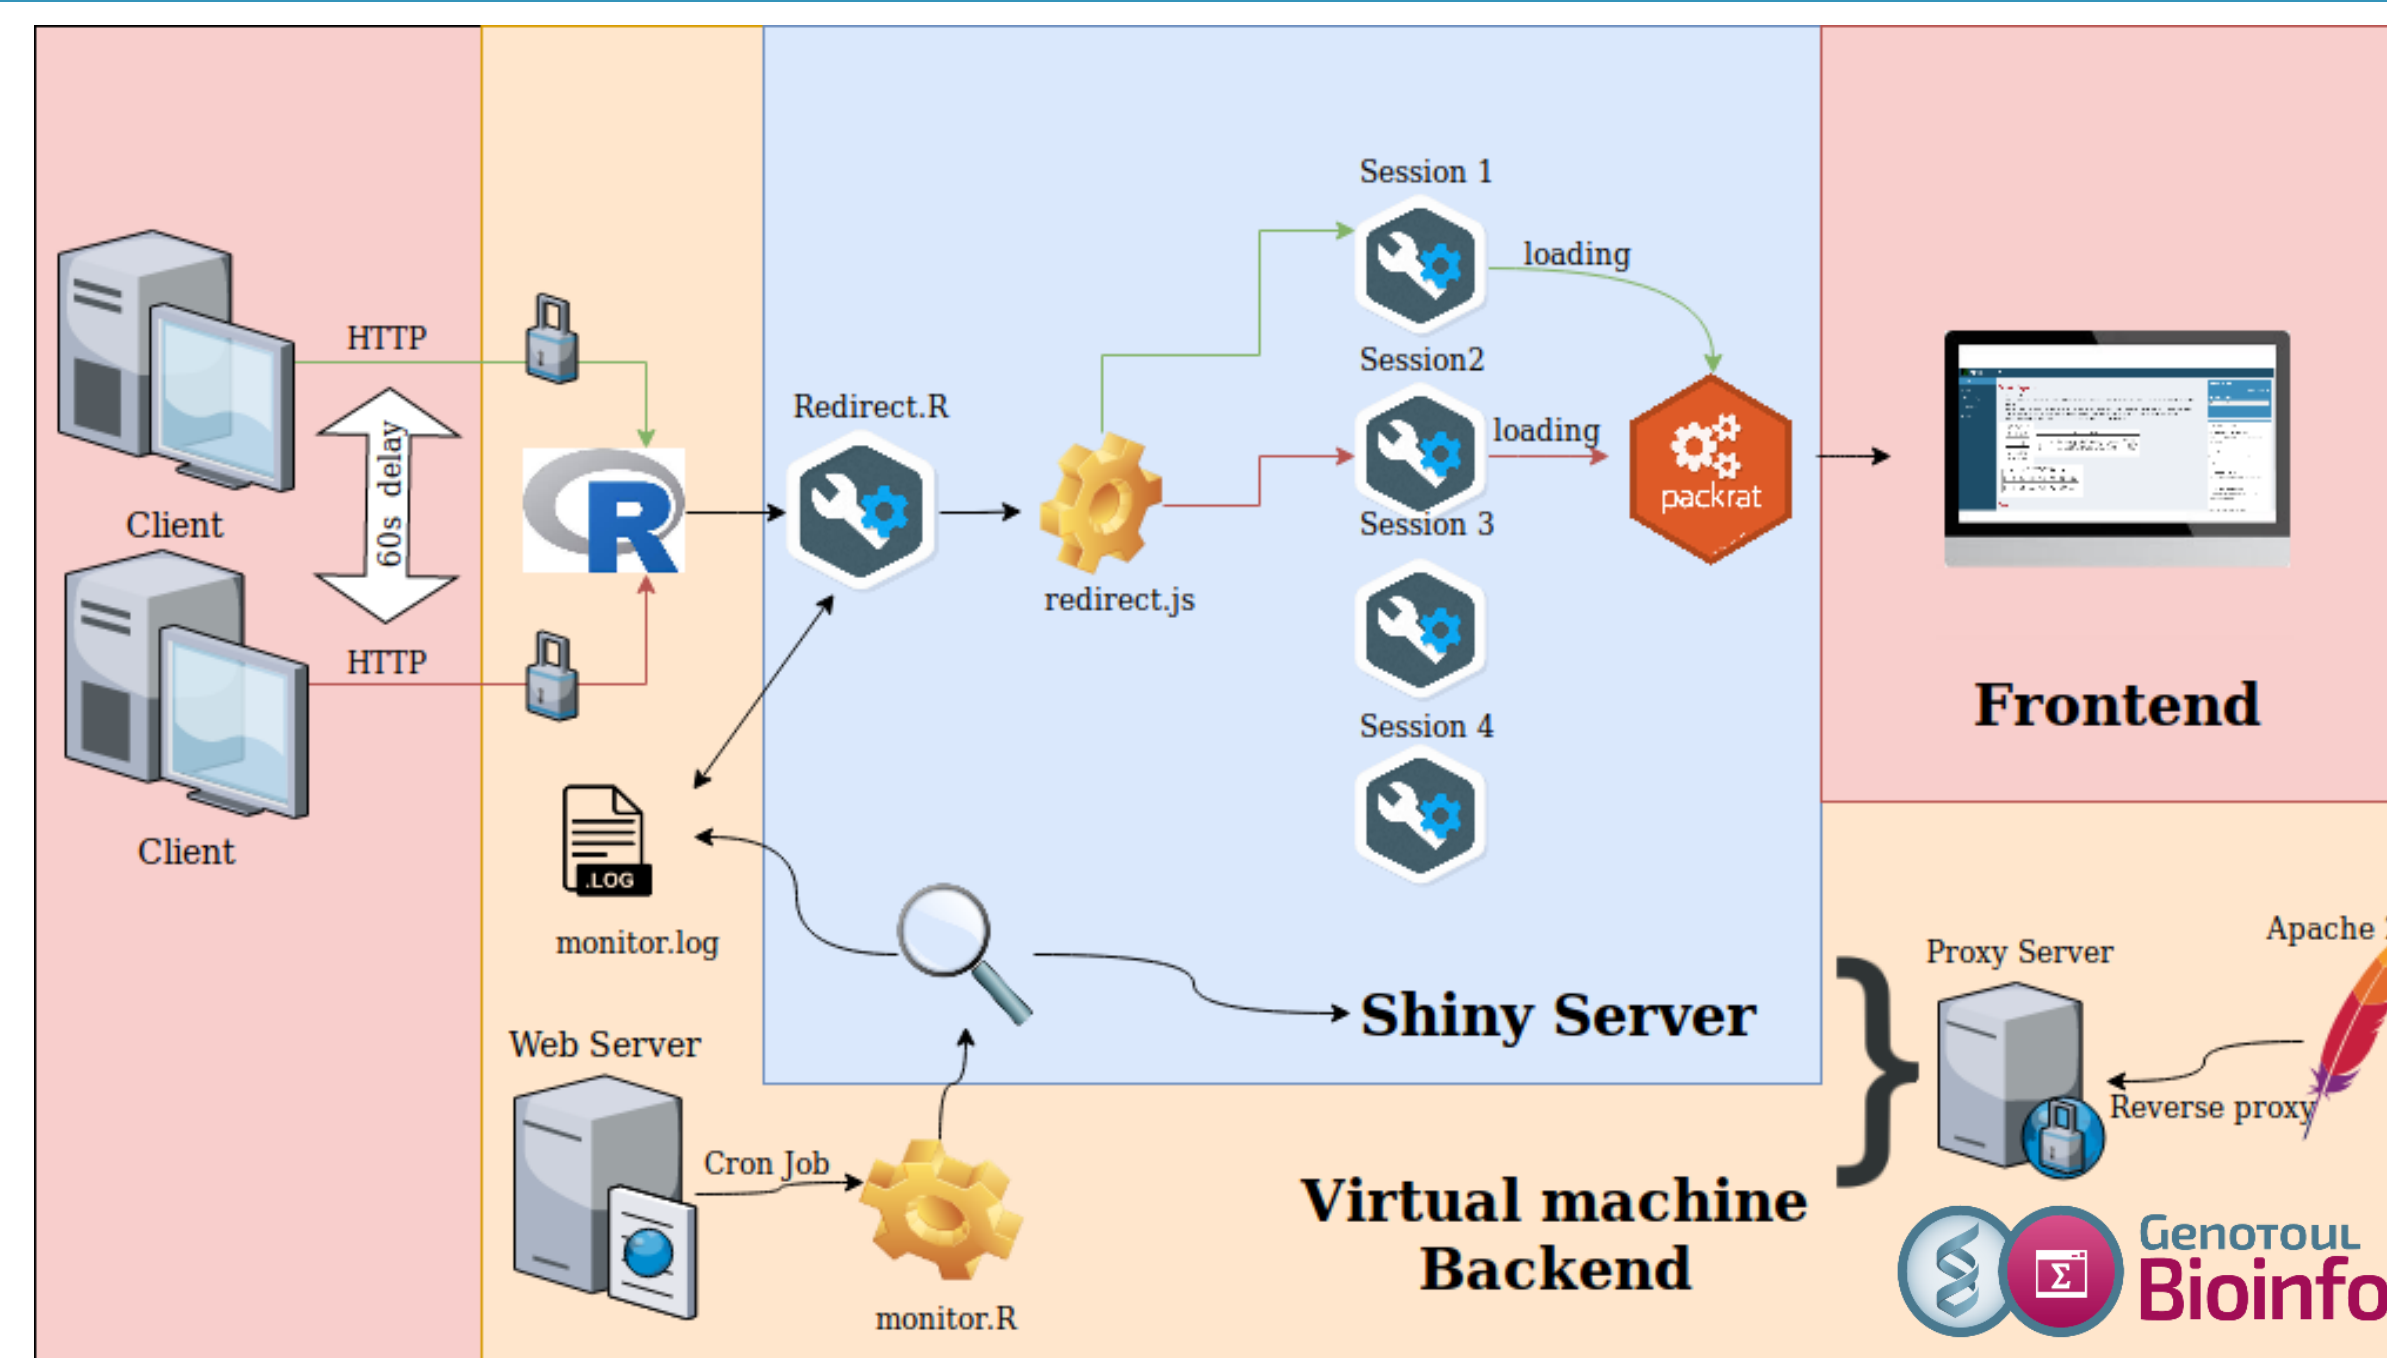 Session 1
loading
HTTP
Session2
Redirect.R
loading
60s delay
packrat
Client
Session 3
redirect.js
HTTP
Frontend
Session 4
Client
.LOG
monitor.log
Apache
Proxy Server
Shiny Server
Web Server
Reverse proxy
Cron Job
Virtual machine
Backend
GENOTOUL
Bioinfo
Σ
monitor.R
R